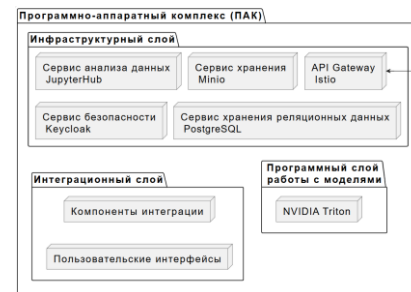 Программно-аппаратный комплекс (ПАК)
Инфраструктурный слой
Сервис анализа данных
JupyterHub
Сервис хранения
Minio
API Gateway
Istio
Сервис безопасности
Keycloak
Сервис хранения реляционных данных
PostgreSQL
Интеграционный слой
Компоненты интеграции
Пользовательские интерфейсы
Программный слой
работы с моделями
NVIDIA Triton